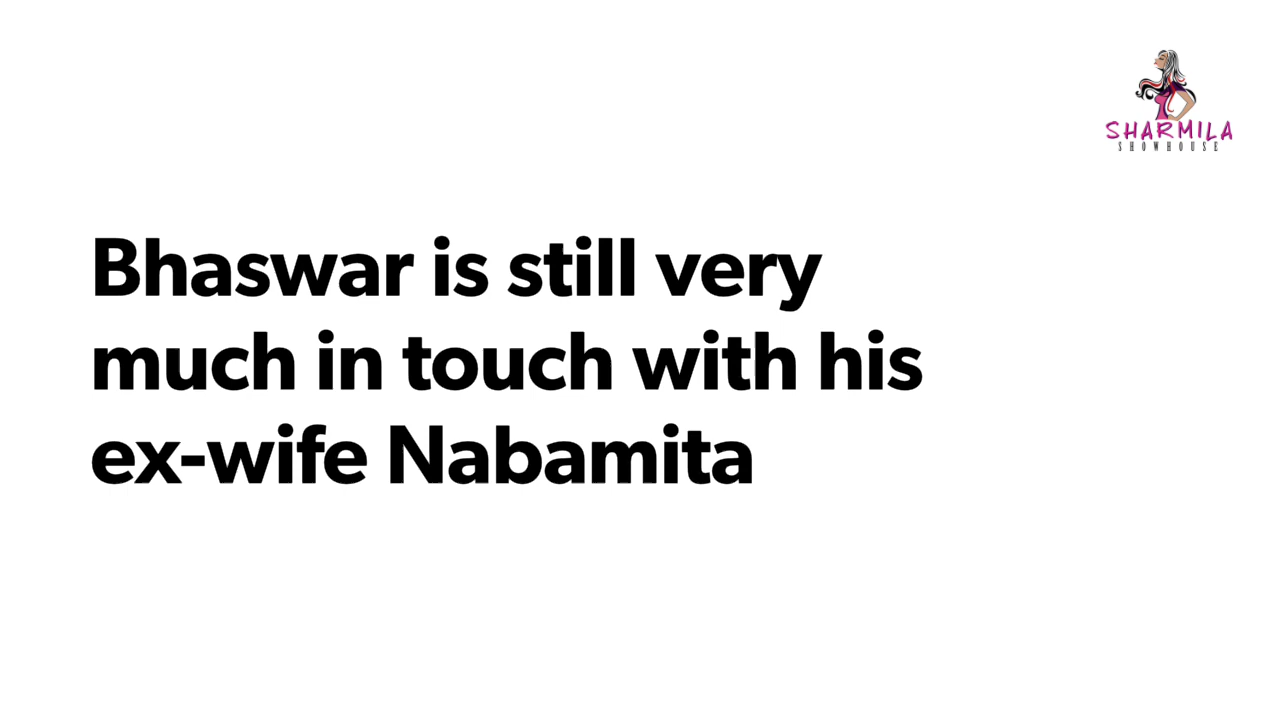 SHARMILA
SHOWHOUSE
Bhaswar is still very
much in touch with his
ex-wife Nabamita